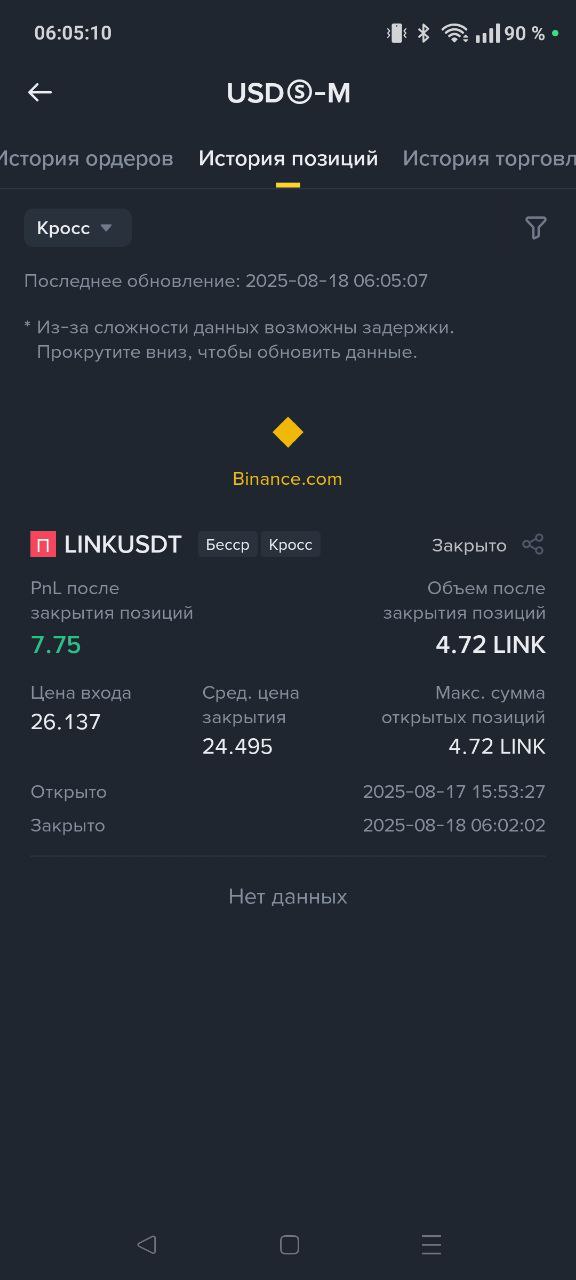 06:05:10
90 %
USDⓈ-M
История ордеров
История позиций
История торговл
Кросс
Последнее обновление: 2025-08-18 06:05:07
* Из-за сложности данных возможны задержки.
Прокрутите вниз, чтобы обновить данные.
Binance.com
П LINKUSDT Бесср Кросс Закрыто
PnL после
закрытия позиций
7.75
Объем после
закрытия позиций
4.72 LINK
Цена входа
26.137
Сред. цена
закрытия
24.495
Макс. сумма
открытых позиций
4.72 LINK
Открыто 2025-08-17 15:53:27
Закрыто 2025-08-18 06:02:02
Нет данных